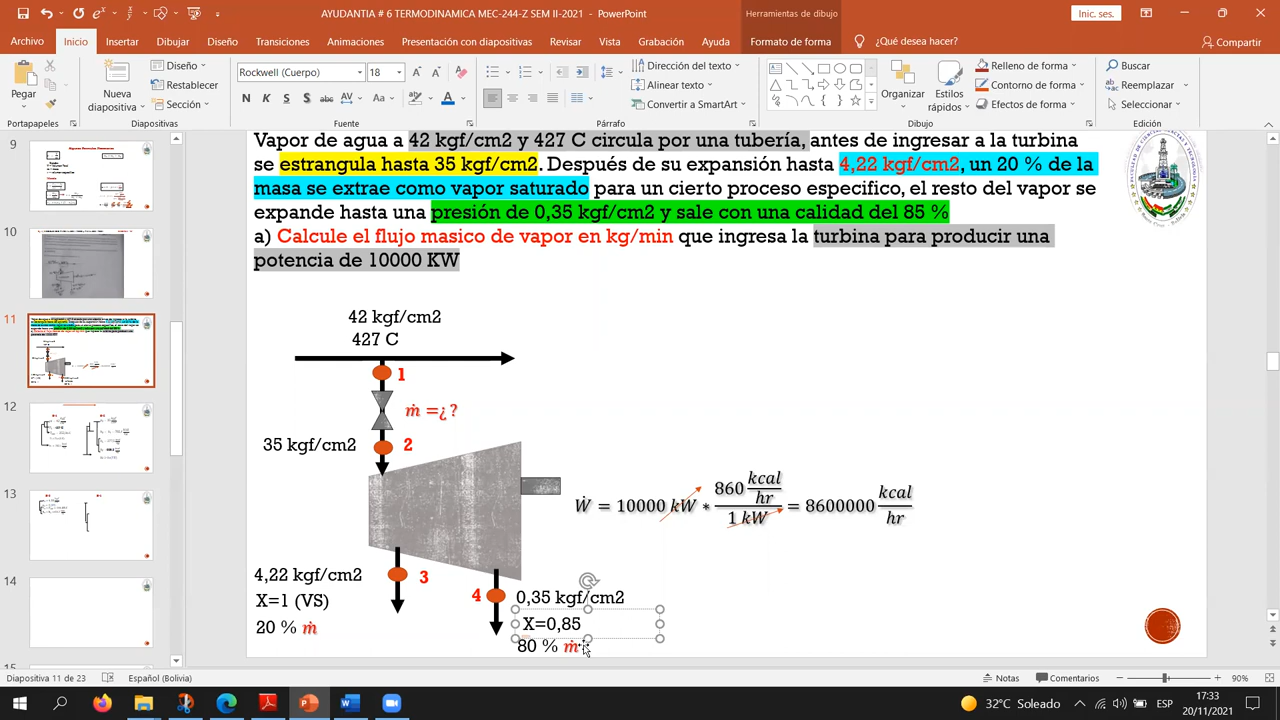 AYUDANTIA # 6 TERMODINAMICA MEC-244-Z SEM II-2021 - PowerPoint
Herramientas de dibujo
Inic. ses.
Archivo Inicio Insertar Dibujar Diseño Transiciones Animaciones Presentación con diapositivas Revisar Vista Grabación Ayuda Formato de forma ¿Qué desea hacer? Compartir
Pegar
Nueva diapositiva
Diseño
Restablecer
Sección
Rockwell (Cuerpo) 18
N K S S abc AV Aa
Dirección del texto
Alinear texto
Convertir a SmartArt
Organizar
Estilos rápidos
Relleno de forma
Contorno de forma
Efectos de forma
Buscar
Reemplazar
Seleccionar
Portapapeles Diapositivas Fuente Párrafo Dibujo Edición
9
10
11
12
13
14
15
Vapor de agua a 42 kgf/cm2 y 427 C circula por una tubería, antes de ingresar a la turbina
se estrangula hasta 35 kgf/cm2. Después de su expansión hasta 4,22 kgf/cm2, un 20 % de la
masa se extrae como vapor saturado para un cierto proceso especifico, el resto del vapor se
expande hasta una presión de 0,35 kgf/cm2 y sale con una calidad del 85 %
a) Calcule el flujo masico de vapor en kg/min que ingresa la turbina para producir una
potencia de 10000 KW
42 kgf/cm2
427 C
1
ṁ =¿?
35 kgf/cm2
2
Ẇ = 10000 kW * 860 kcal/hr / 1 kW = 8600000 kcal/hr
4,22 kgf/cm2
3
X=1 (VS)
20 % ṁ
4
0,35 kgf/cm2
X=0,85
80 % ṁ
Diapositiva 11 de 23 Español (Bolivia) Notas Comentarios 90%
32°C Soleado ESP 17:33
20/11/2021